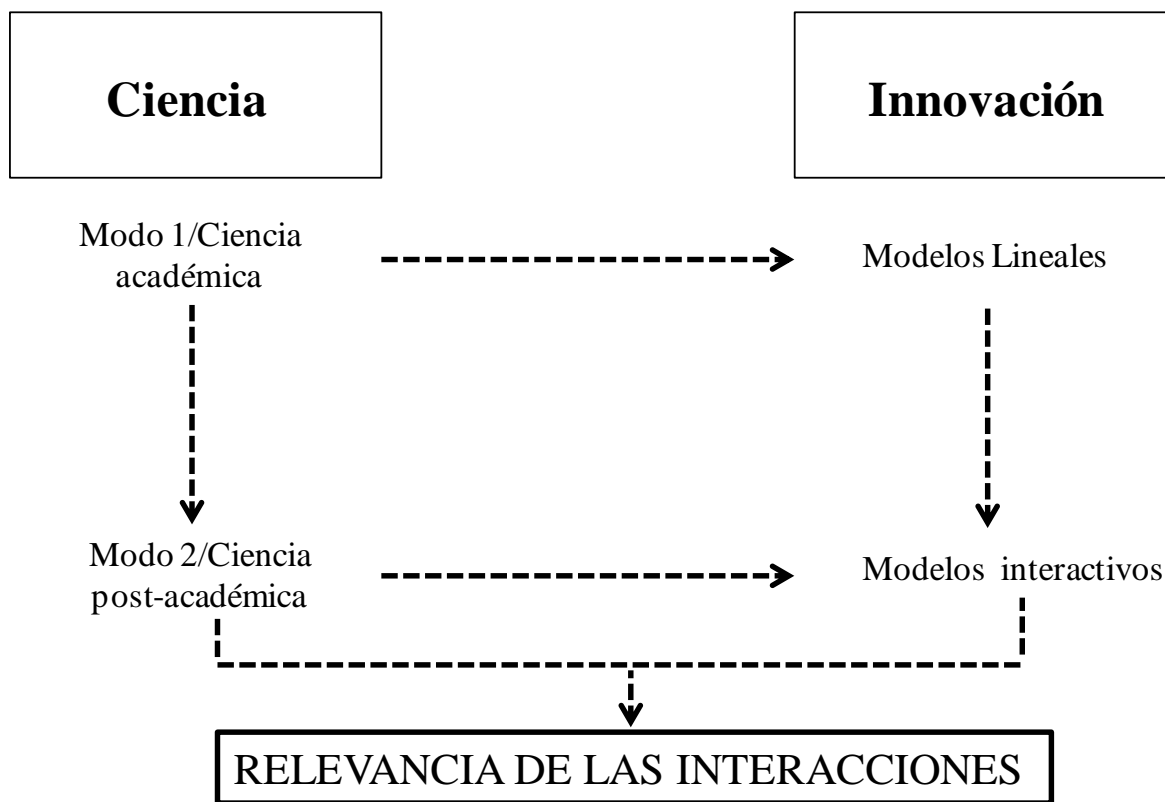 Ciencia
Innovación
Modo 1/Ciencia
académica
Modelos Lineales
Modo 2/Ciencia
post-académica
Modelos interactivos
RELEVANCIA DE LAS INTERACCIONES